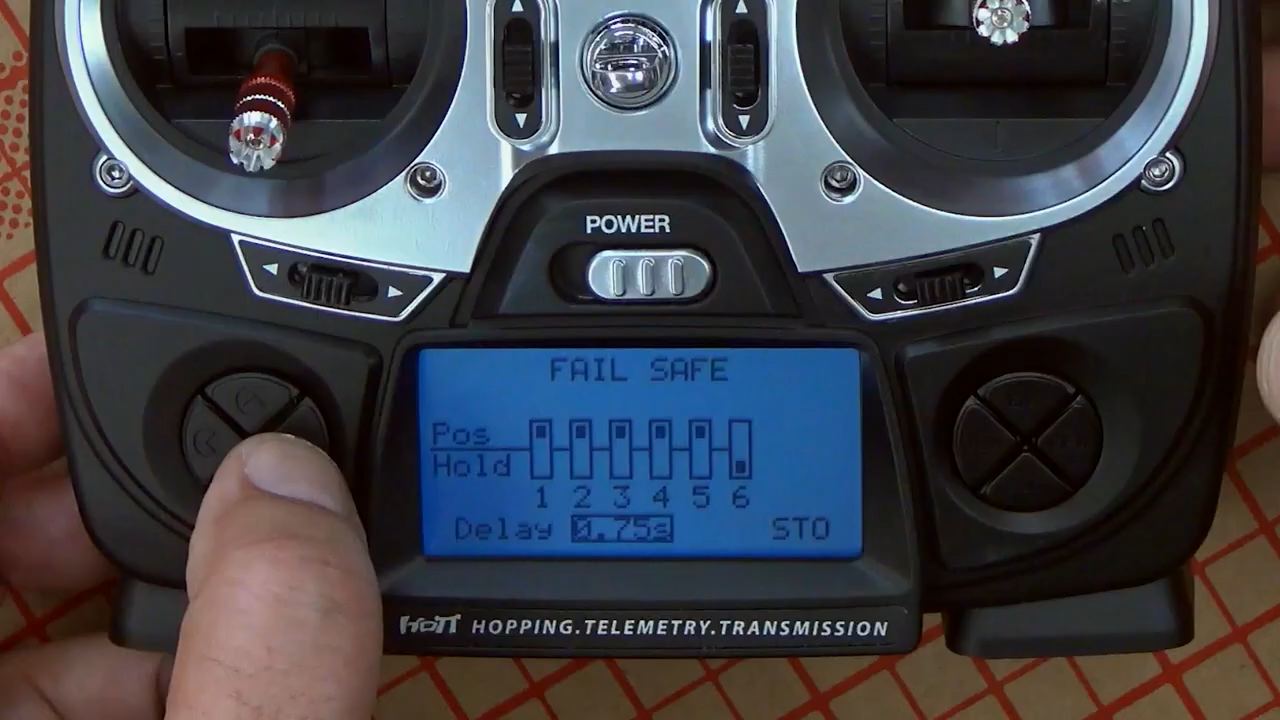 POWER
FAIL SAFE
Pos
Hold
1 2 3 4 5 6
Delay 0.75s STO
HoTT HOPPING.TELEMETRY.TRANSMISSION